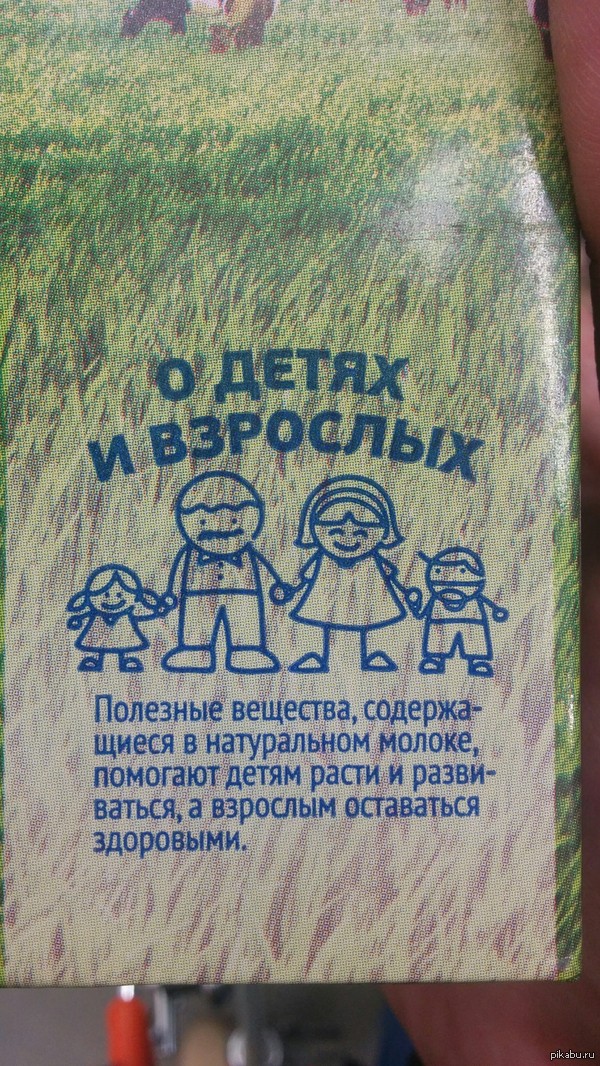 О ДЕТЯХ
И ВЗРОСЛЫХ
Полезные вещества, содержа-
щиеся в натуральном молоке,
помогают детям расти и разви-
ваться, а взрослым оставаться
здоровыми.
pikabu.ru